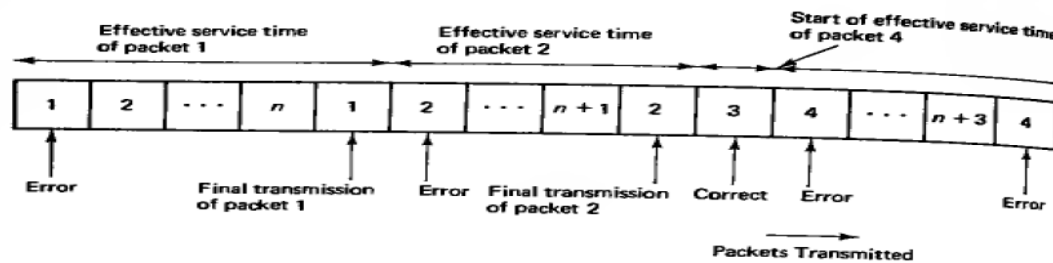 Effective service time
of packet 1
Effective service time
of packet 2
Start of effective service time
of packet 4
1 2 ... n 1 2 ... n + 1 2 3 4 ... n + 3 4
Error
Final transmission
of packet 1
Error
Final transmission
of packet 2
Correct
Error
Error
Packets Transmitted